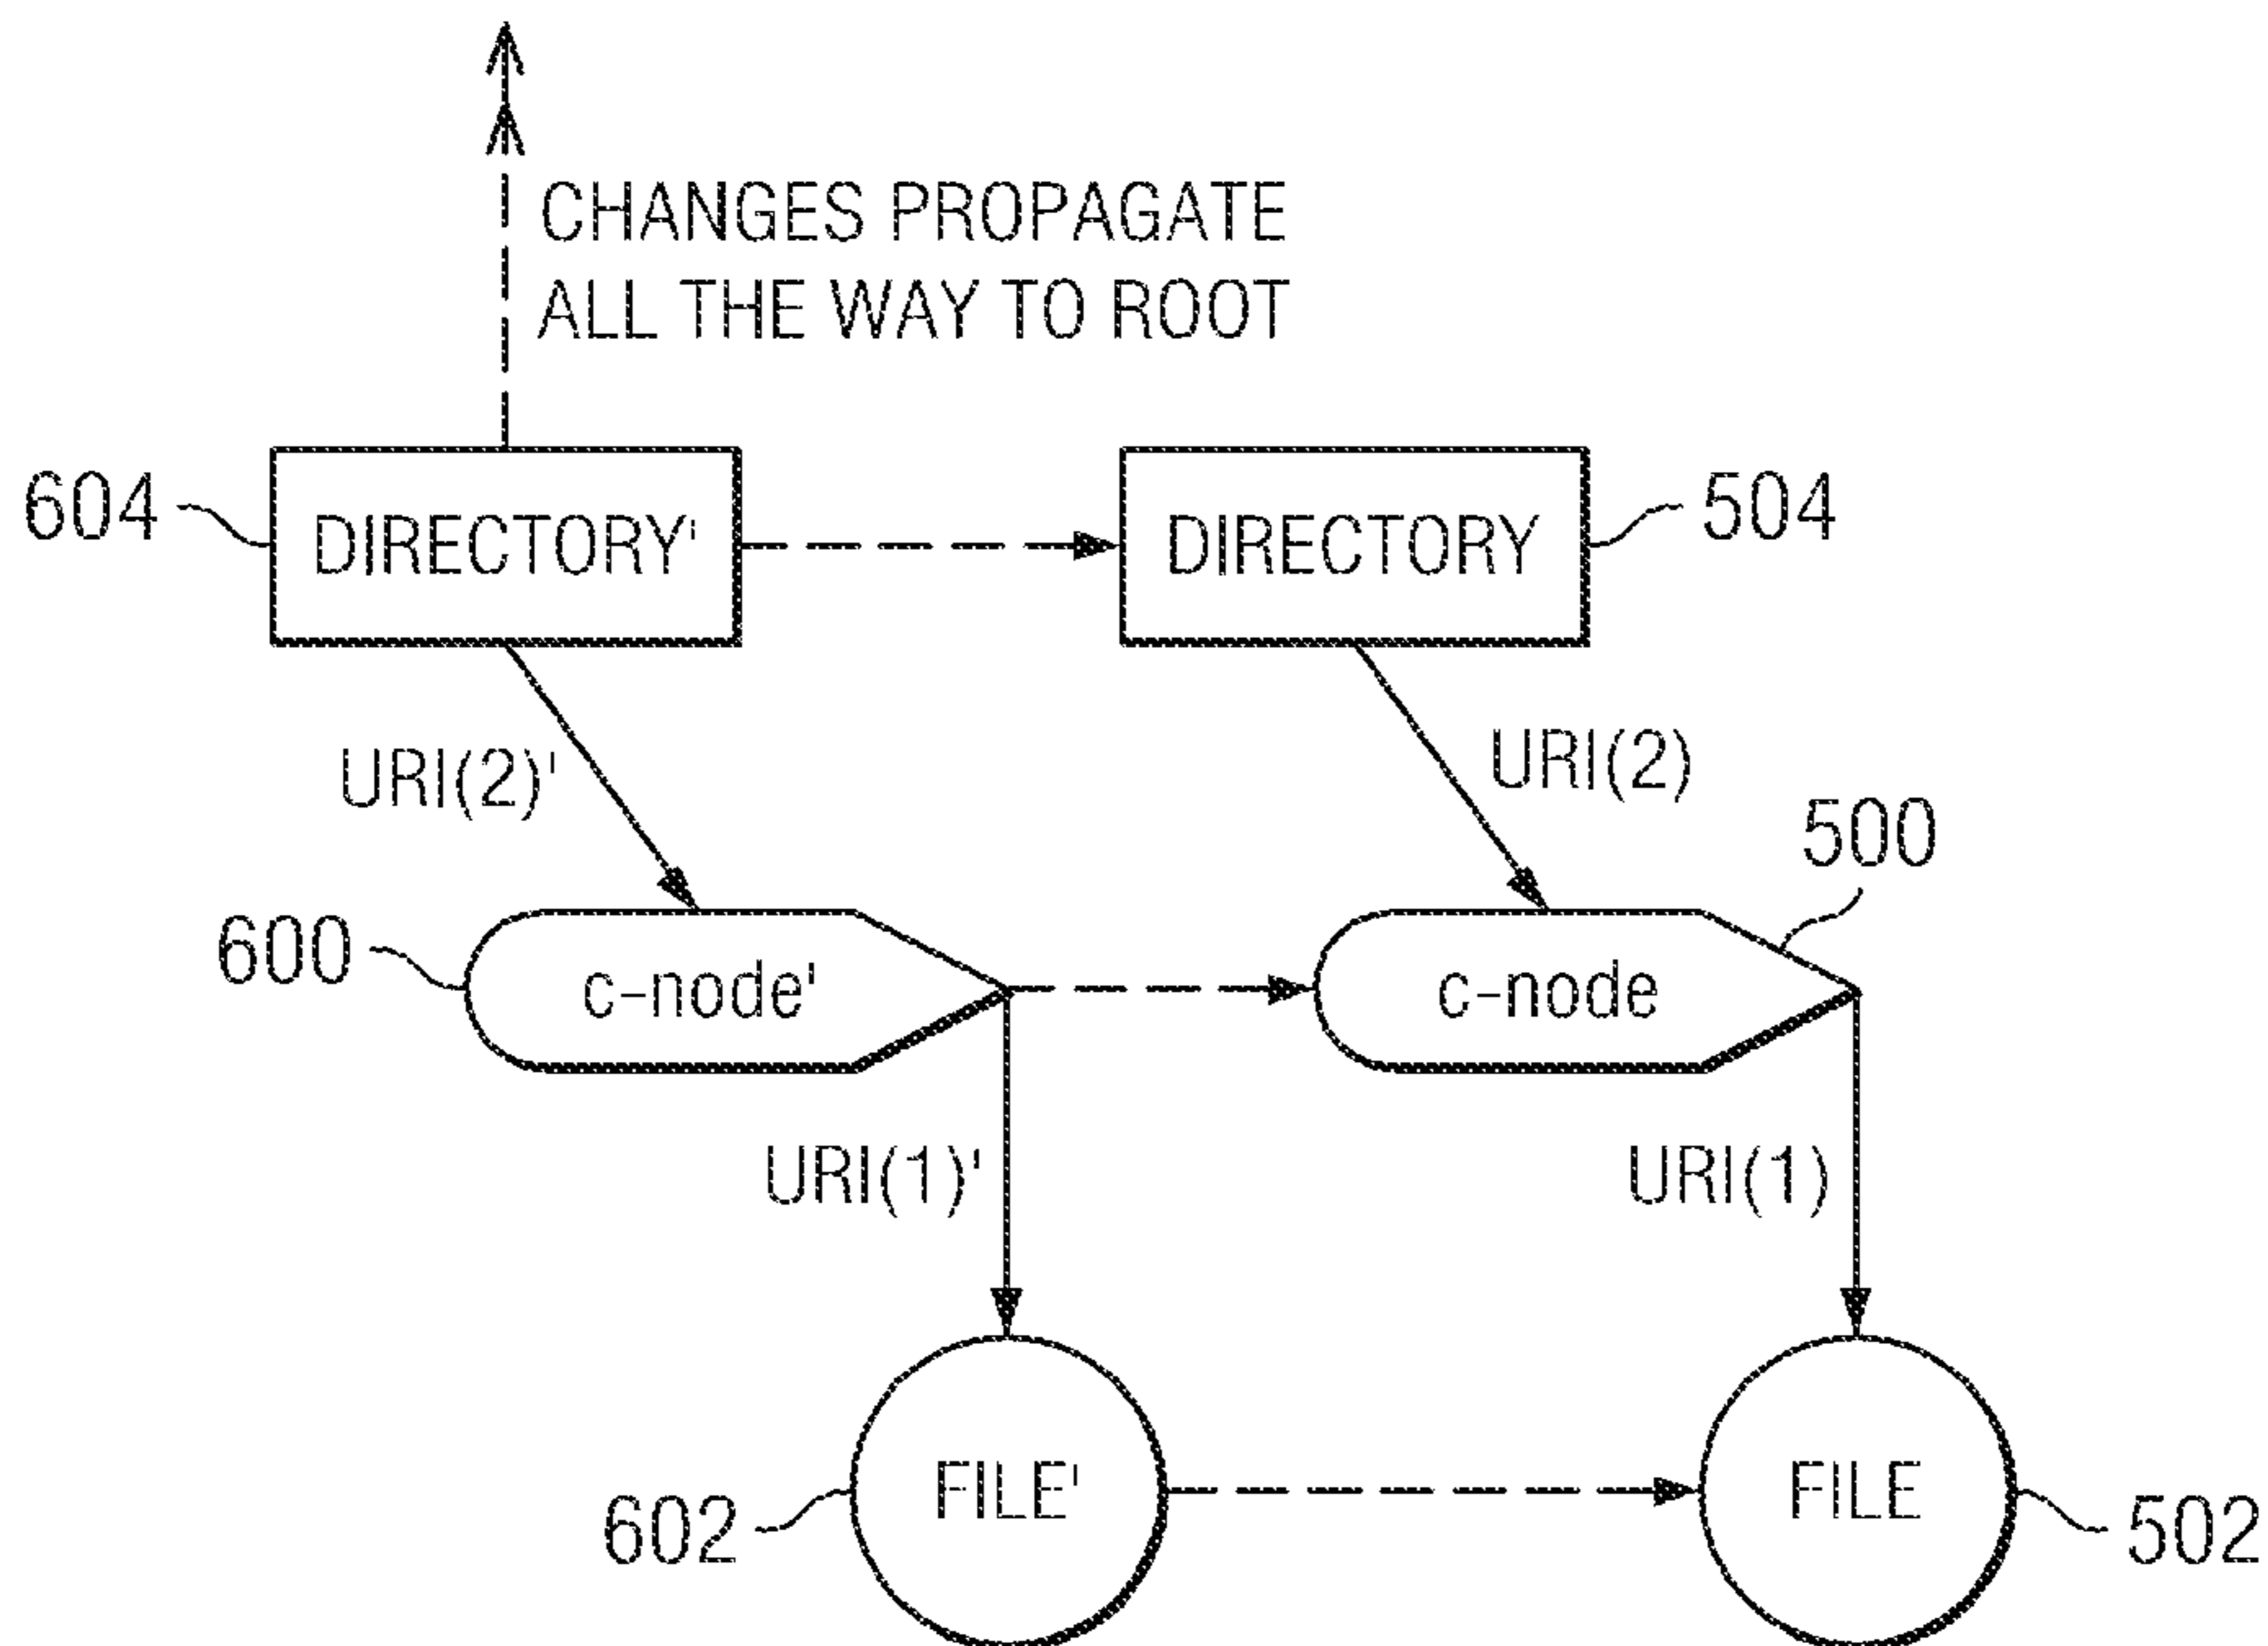 CHANGES PROPAGATE
ALL THE WAY TO ROOT
604
DIRECTORY'
DIRECTORY
504
URI(2)'
URI(2)
500
600
c-node'
c-node
URI(1)'
URI(1)
FILE'
FILE
602
502